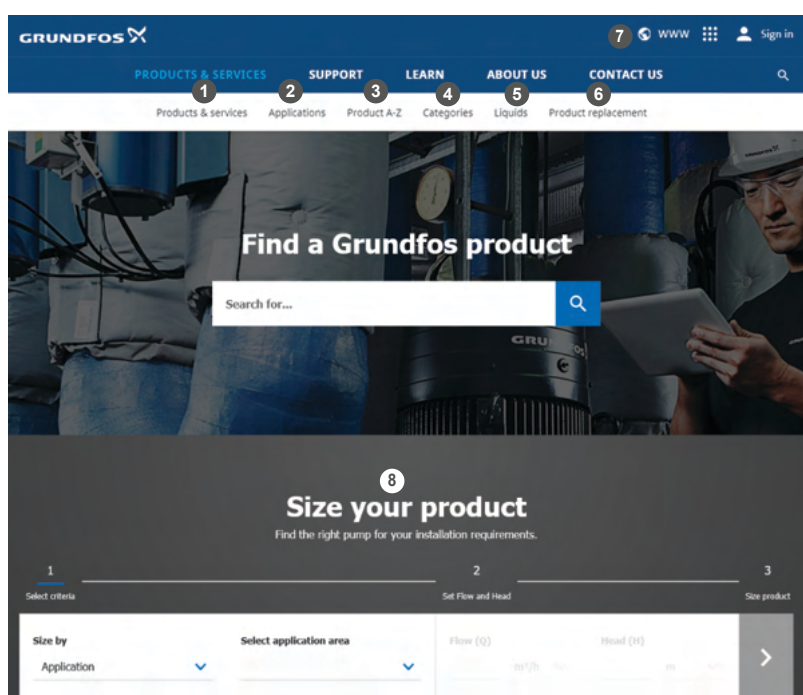 GRUNDFOS
7 WWW Sign in
PRODUCTS & SERVICES SUPPORT LEARN ABOUT US CONTACT US
1 2 3 4 5 6
Products & services Applications Product A-Z Categories Liquids Product replacement
Find a Grundfos product
Search for...
8
Size your product
Find the right pump for your installation requirements.
1 2 3
Select criteria Set Flow and Head Size product
Size by Select application area Flow (Q) Head (H)
Application m³/h m